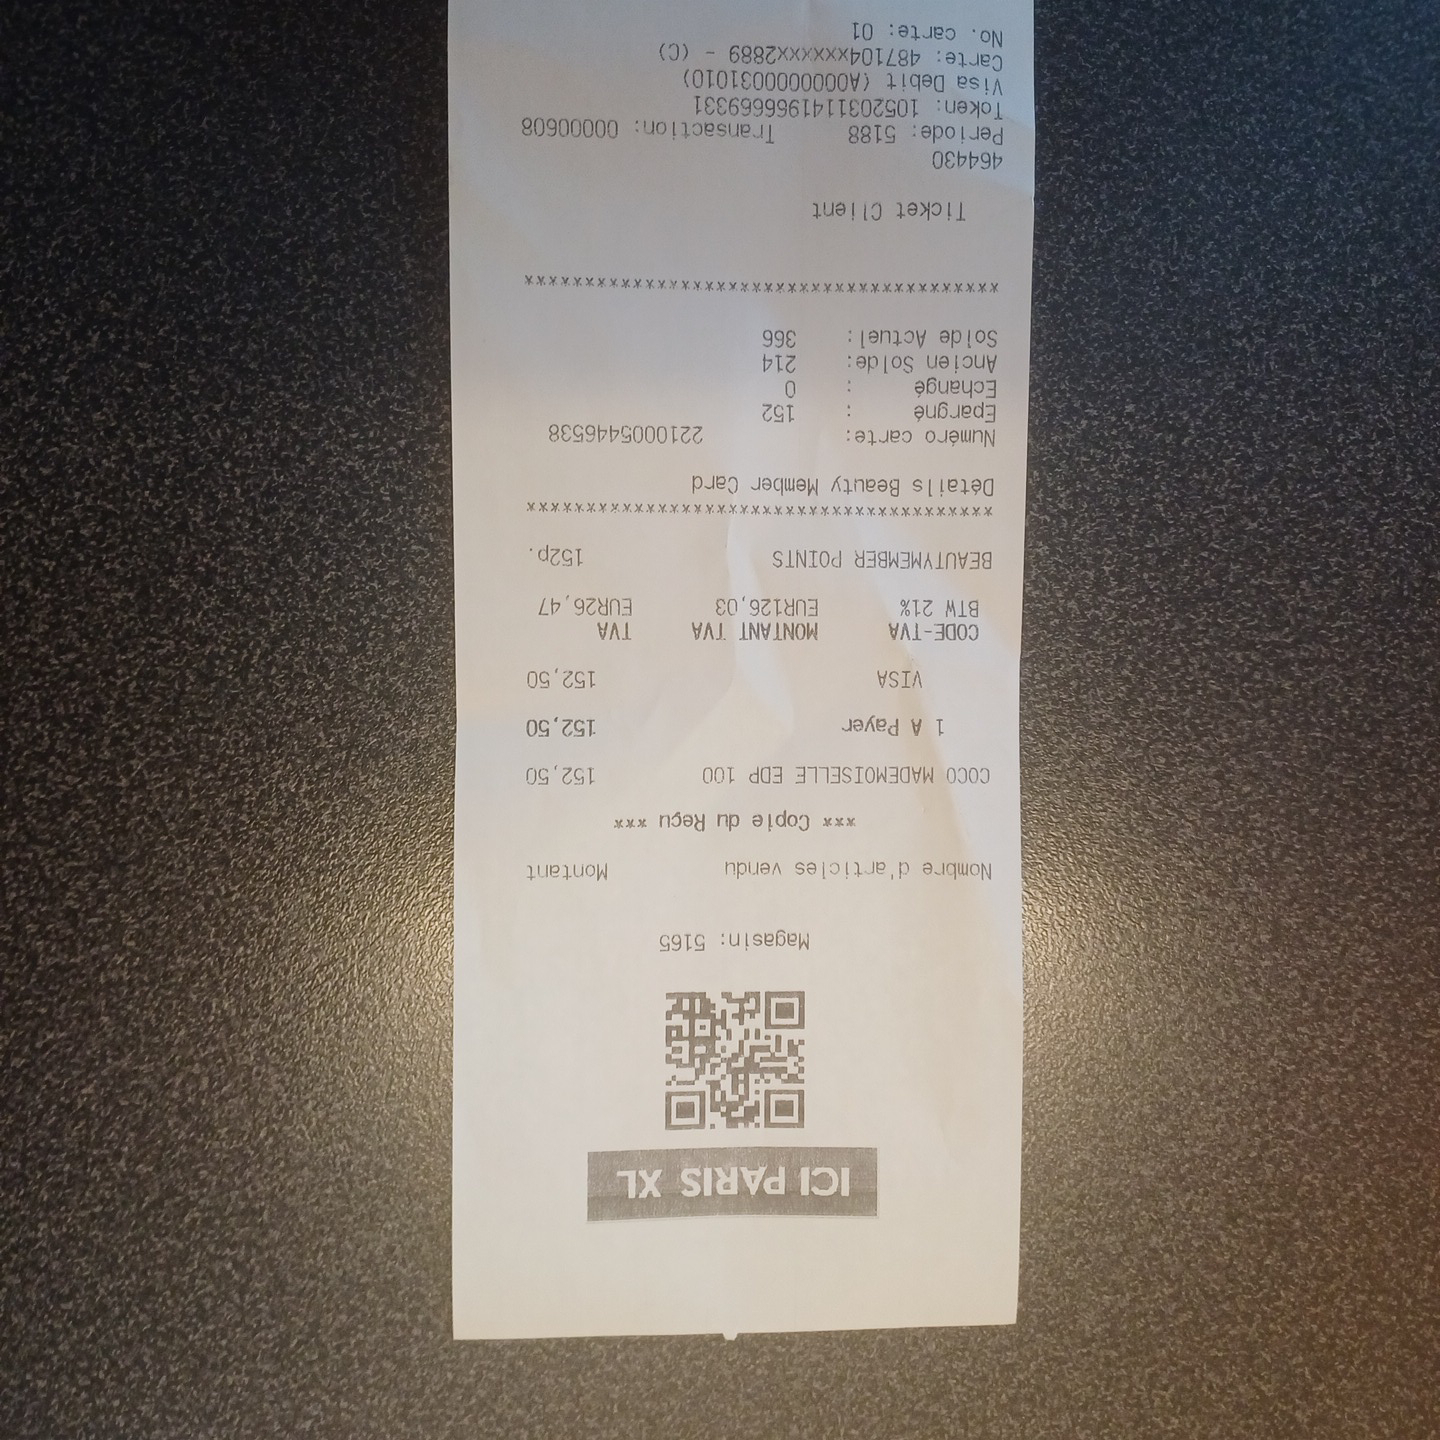 ICI PARIS XL
Magasin: 5165
Nombre d'articles vendu Montant
*** Copie du Reçu ***
COCO MADEMOISELLE EDP 100 152,50
1 A Payer 152,50
VISA 152,50
CODE-TVA MONTANT TVA TVA
BTW 21% EUR126,03 EUR26,47
BEAUTYMEMBER POINTS 152p.
****************************************
Détails Beauty Member Card
Numéro carte: 2210005446538
Epargné : 152
Echangé : 0
Ancien Solde: 214
Solde Actuel: 366
****************************************
Ticket Client
464430
Periode: 5188 Transaction: 00000608
Token: 1052031141966669331
Visa Debit (A0000000031010)
Carte: 487104xxxxxx2889 - (C)
No. carte: 01